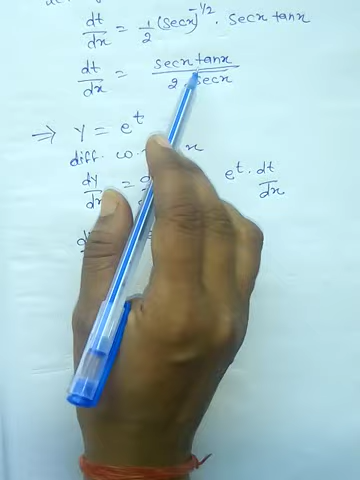 dt/dx = 1/2 (secx)^-1/2 . secx tanx
dt/dx = secx tanx / 2 √secx
⇒ Y = e^t
diff. w. x
dy/dx = e^t . dt/dx